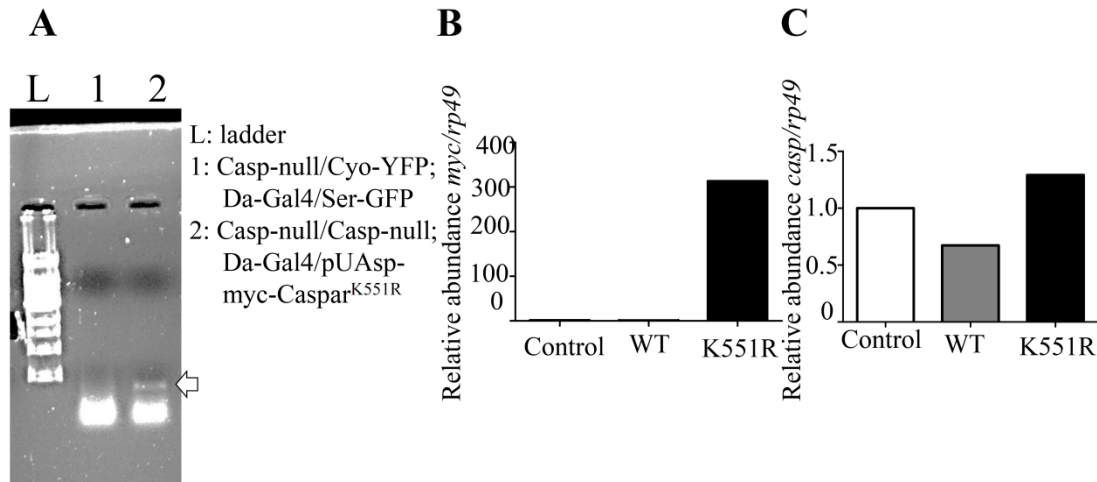 A
L 1 2
L: ladder
1: Casp-null/Cyo-YFP;
Da-Gal4/Ser-GFP
2: Casp-null/Casp-null;
Da-Gal4/pUAsp-
myc-Caspar^K551R
B
Relative abundance myc/rp49
400
300
200
100
0
Control WT K551R
C
Relative abundance casp/rp49
1.5
1.0
0.5
0
Control WT K551R